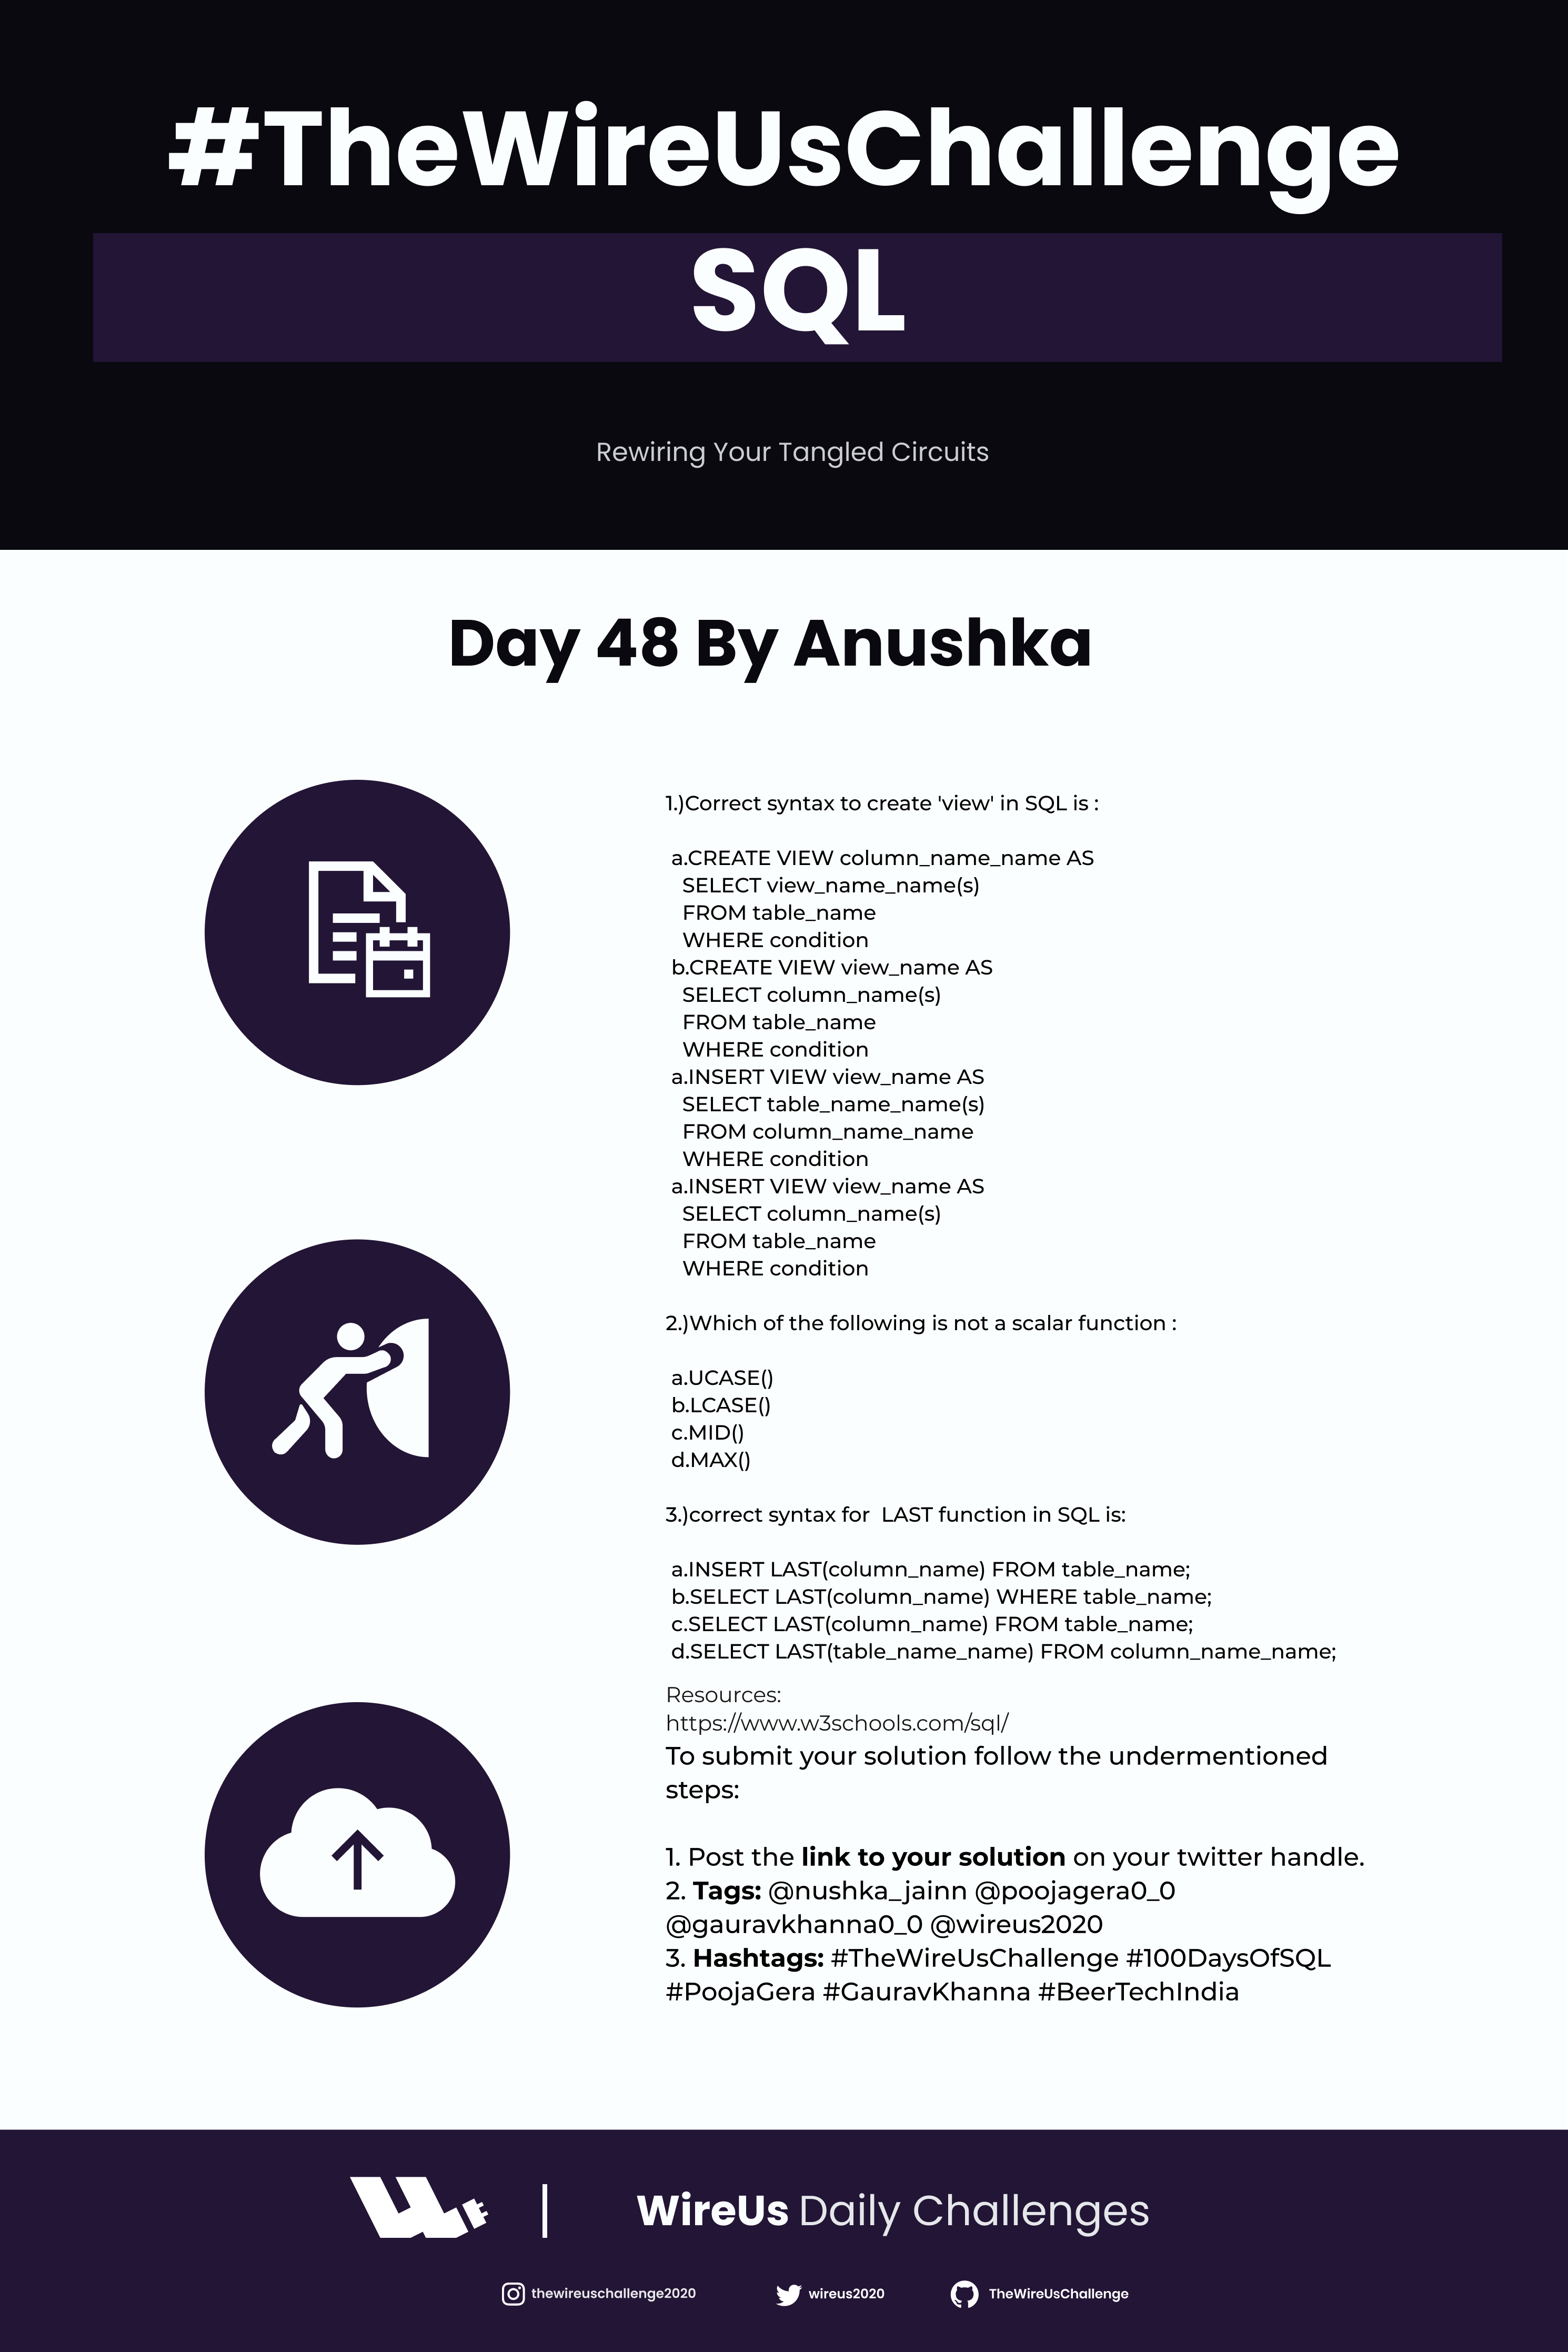 #TheWireUsChallenge
SQL
Rewiring Your Tangled Circuits
Day 48 By Anushka
1.)Correct syntax to create 'view' in SQL is :
a.CREATE VIEW column_name_name AS
SELECT view_name_name(s)
FROM table_name
WHERE condition
b.CREATE VIEW view_name AS
SELECT column_name(s)
FROM table_name
WHERE condition
a.INSERT VIEW view_name AS
SELECT table_name_name(s)
FROM column_name_name
WHERE condition
a.INSERT VIEW view_name AS
SELECT column_name(s)
FROM table_name
WHERE condition
2.)Which of the following is not a scalar function :
a.UCASE()
b.LCASE()
c.MID()
d.MAX()
3.)correct syntax for  LAST function in SQL is:
a.INSERT LAST(column_name) FROM table_name;
b.SELECT LAST(column_name) WHERE table_name;
c.SELECT LAST(column_name) FROM table_name;
d.SELECT LAST(table_name_name) FROM column_name_name;
Resources:
https://www.w3schools.com/sql/
To submit your solution follow the undermentioned
steps:
1. Post the link to your solution on your twitter handle.
2. Tags: @nushka_jainn @poojagera0_0
@gauravkhanna0_0 @wireus2020
3. Hashtags: #TheWireUsChallenge #100DaysOfSQL
#PoojaGera #GauravKhanna #BeerTechIndia
WireUs Daily Challenges
thewireuschallenge2020 wireus2020 TheWireUsChallenge